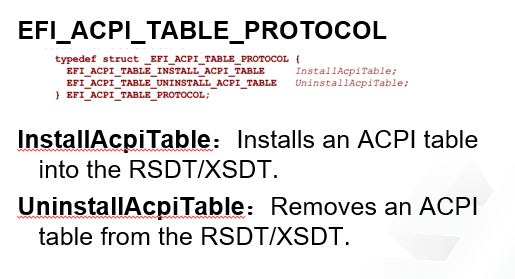 EFI_ACPI_TABLE_PROTOCOL
typedef struct _EFI_ACPI_TABLE_PROTOCOL {
EFI_ACPI_TABLE_INSTALL_ACPI_TABLE InstallAcpiTable;
EFI_ACPI_TABLE_UNINSTALL_ACPI_TABLE UninstallAcpiTable;
} EFI_ACPI_TABLE_PROTOCOL;
InstallAcpiTable：Installs an ACPI table
into the RSDT/XSDT.
UninstallAcpiTable：Removes an ACPI
table from the RSDT/XSDT.